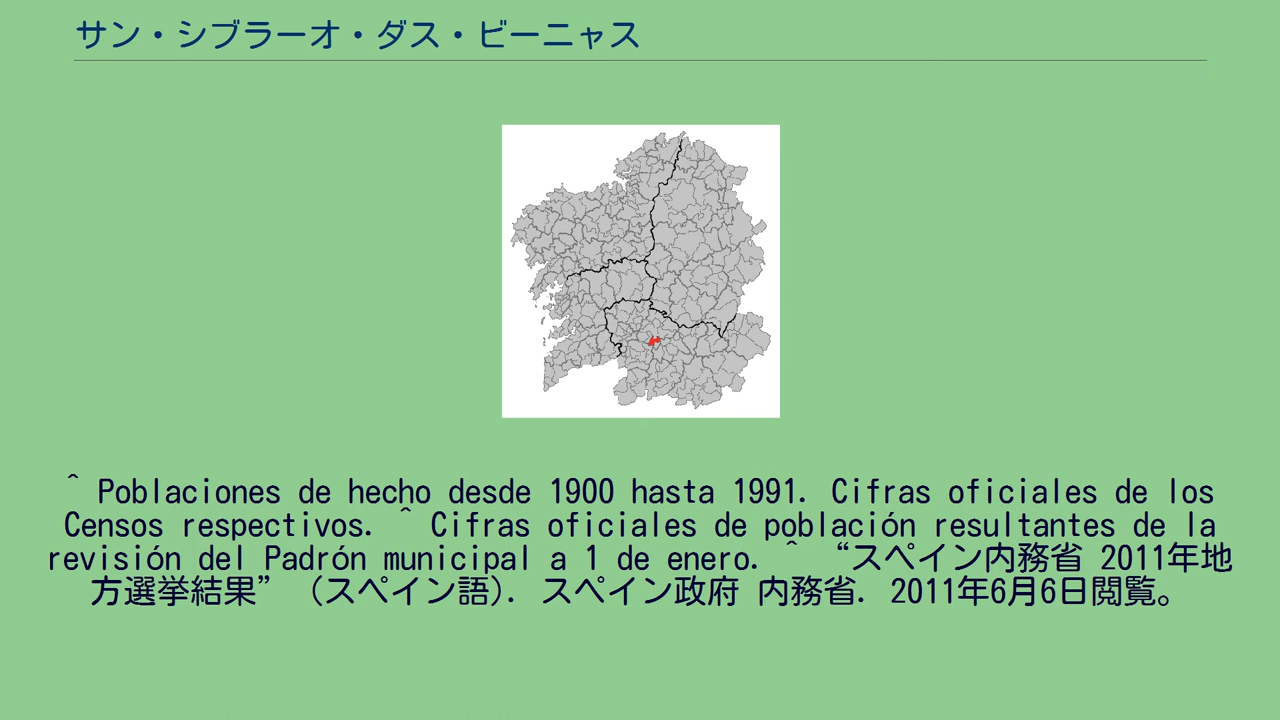 サン・シブラーオ・ダス・ビーニャス
^ Poblaciones de hecho desde 1900 hasta 1991. Cifras oficiales de los
Censos respectivos. ^ Cifras oficiales de población resultantes de la
revisión del Padrón municipal a 1 de enero. ^ “スペイン内務省 2011年地
方選挙結果” （スペイン語）. スペイン政府 内務省. 2011年6月6日閲覧。